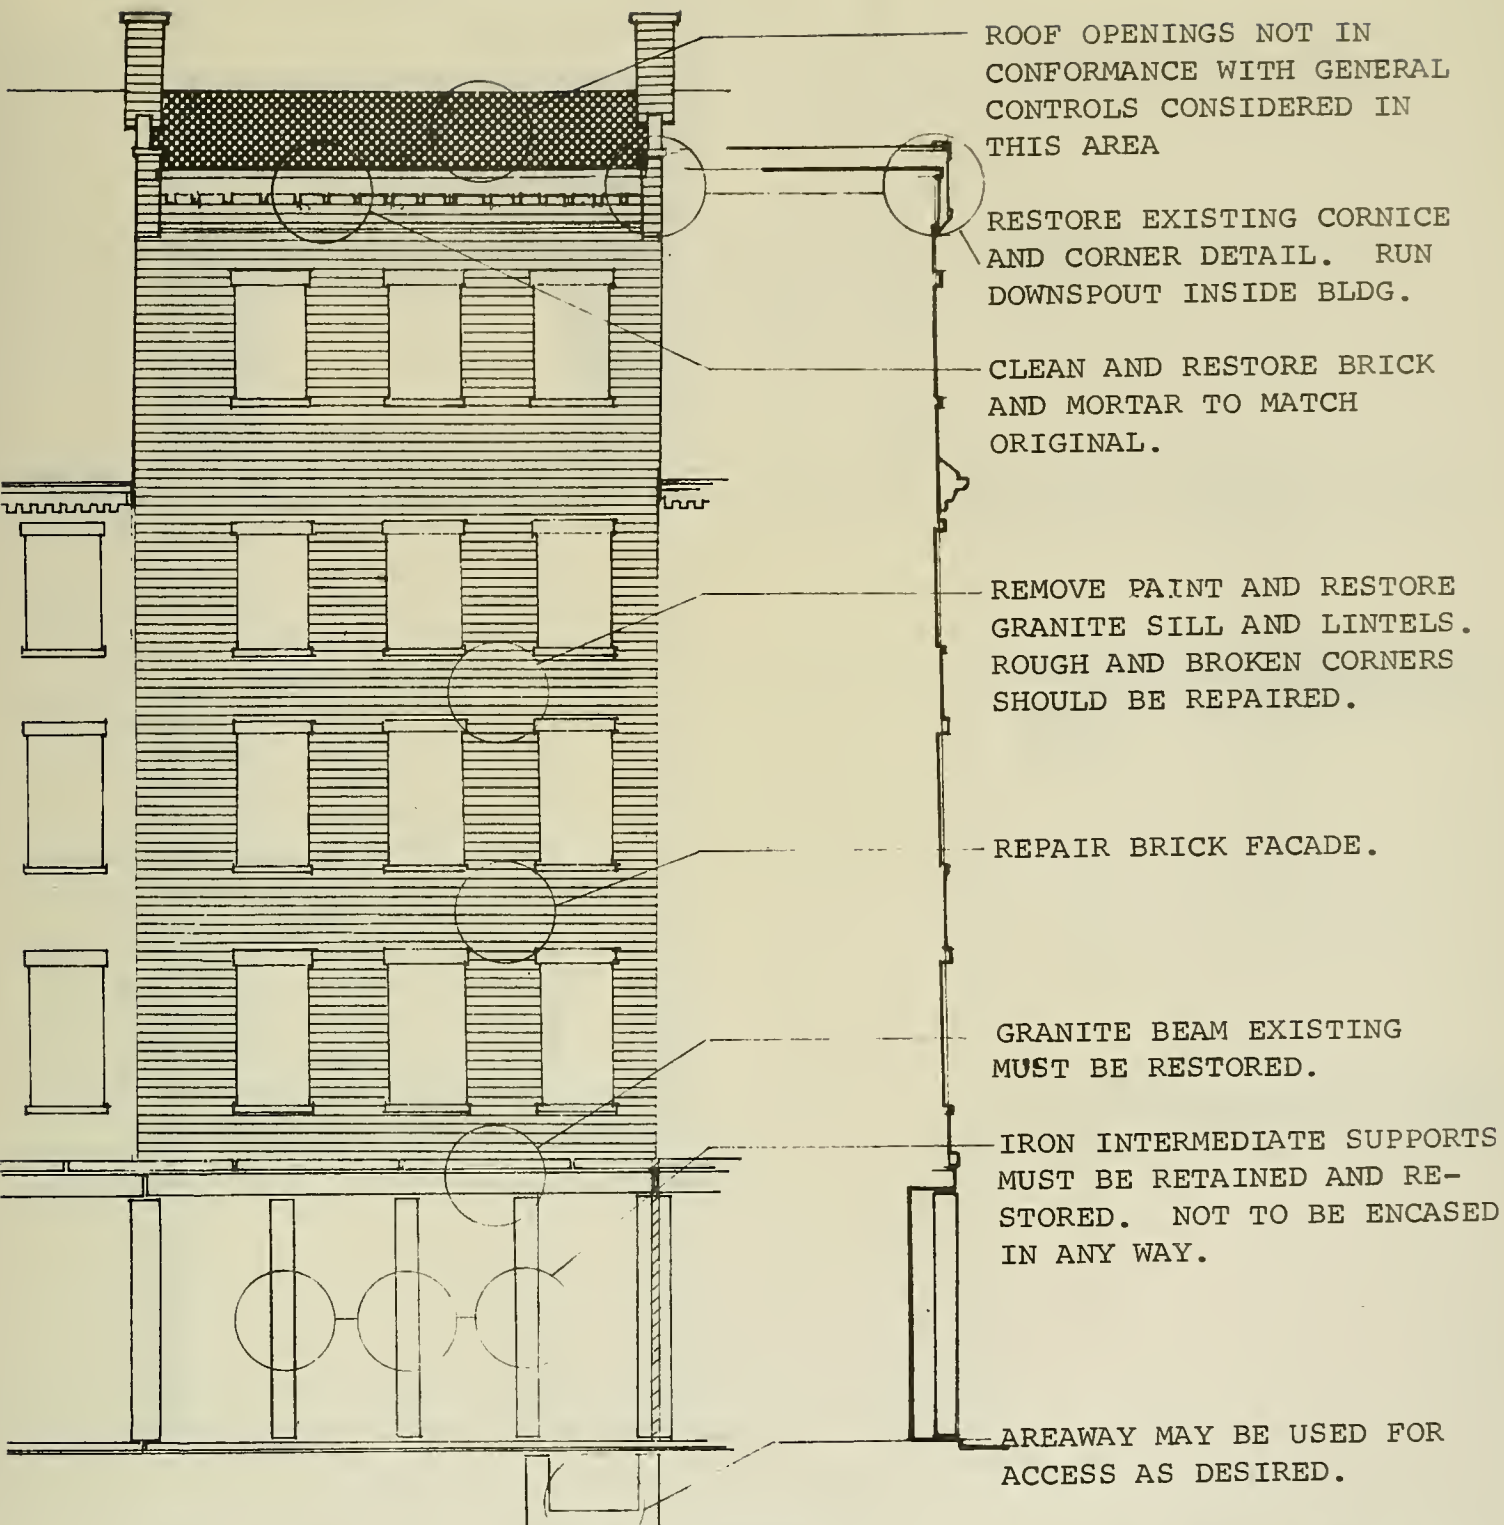 ROOF OPENINGS NOT IN
CONFORMANCE WITH GENERAL
CONTROLS CONSIDERED IN
THIS AREA
RESTORE EXISTING CORNICE
AND CORNER DETAIL. RUN
DOWNSPOUT INSIDE BLDG.
CLEAN AND RESTORE BRICK
AND MORTAR TO MATCH
ORIGINAL.
REMOVE PAINT AND RESTORE
GRANITE SILL AND LINTELS.
ROUGH AND BROKEN CORNERS
SHOULD BE REPAIRED.
REPAIR BRICK FACADE.
GRANITE BEAM EXISTING
MUST BE RESTORED.
IRON INTERMEDIATE SUPPORTS
MUST BE RETAINED AND RE-
STORED. NOT TO BE ENCASED
IN ANY WAY.
AREAWAY MAY BE USED FOR
ACCESS AS DESIRED.